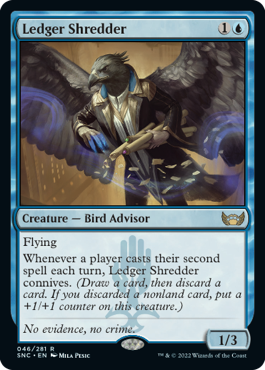 Ledger Shredder 1
Creature — Bird Advisor
Flying
Whenever a player casts their second
spell each turn, Ledger Shredder
connives. (Draw a card, then discard
a card. If you discarded a nonland card, put a
+1/+1 counter on this creature.)
No evidence, no crime.
1/3
046/281 R
SNC • EN Mila Pesic
™ & © 2022 Wizards of the Coast